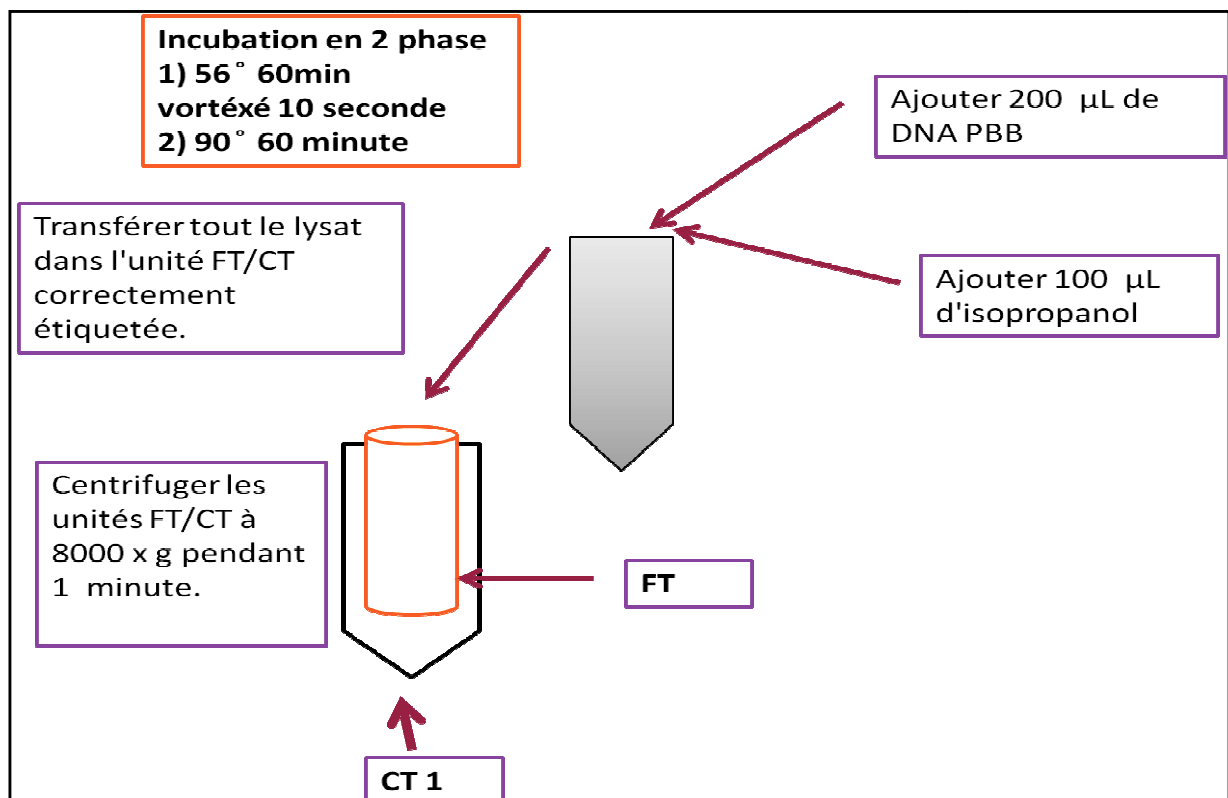 Incubation en 2 phase
1) 56° 60min
vortéxé 10 seconde
2) 90° 60 minute
Ajouter 200 µL de
DNA PBB
Transférer tout le lysat
dans l'unité FT/CT
correctement
étiquetée.
Ajouter 100 µL
d'isopropanol
Centrifuger les
unités FT/CT à
8000 x g pendant
1 minute.
FT
CT 1